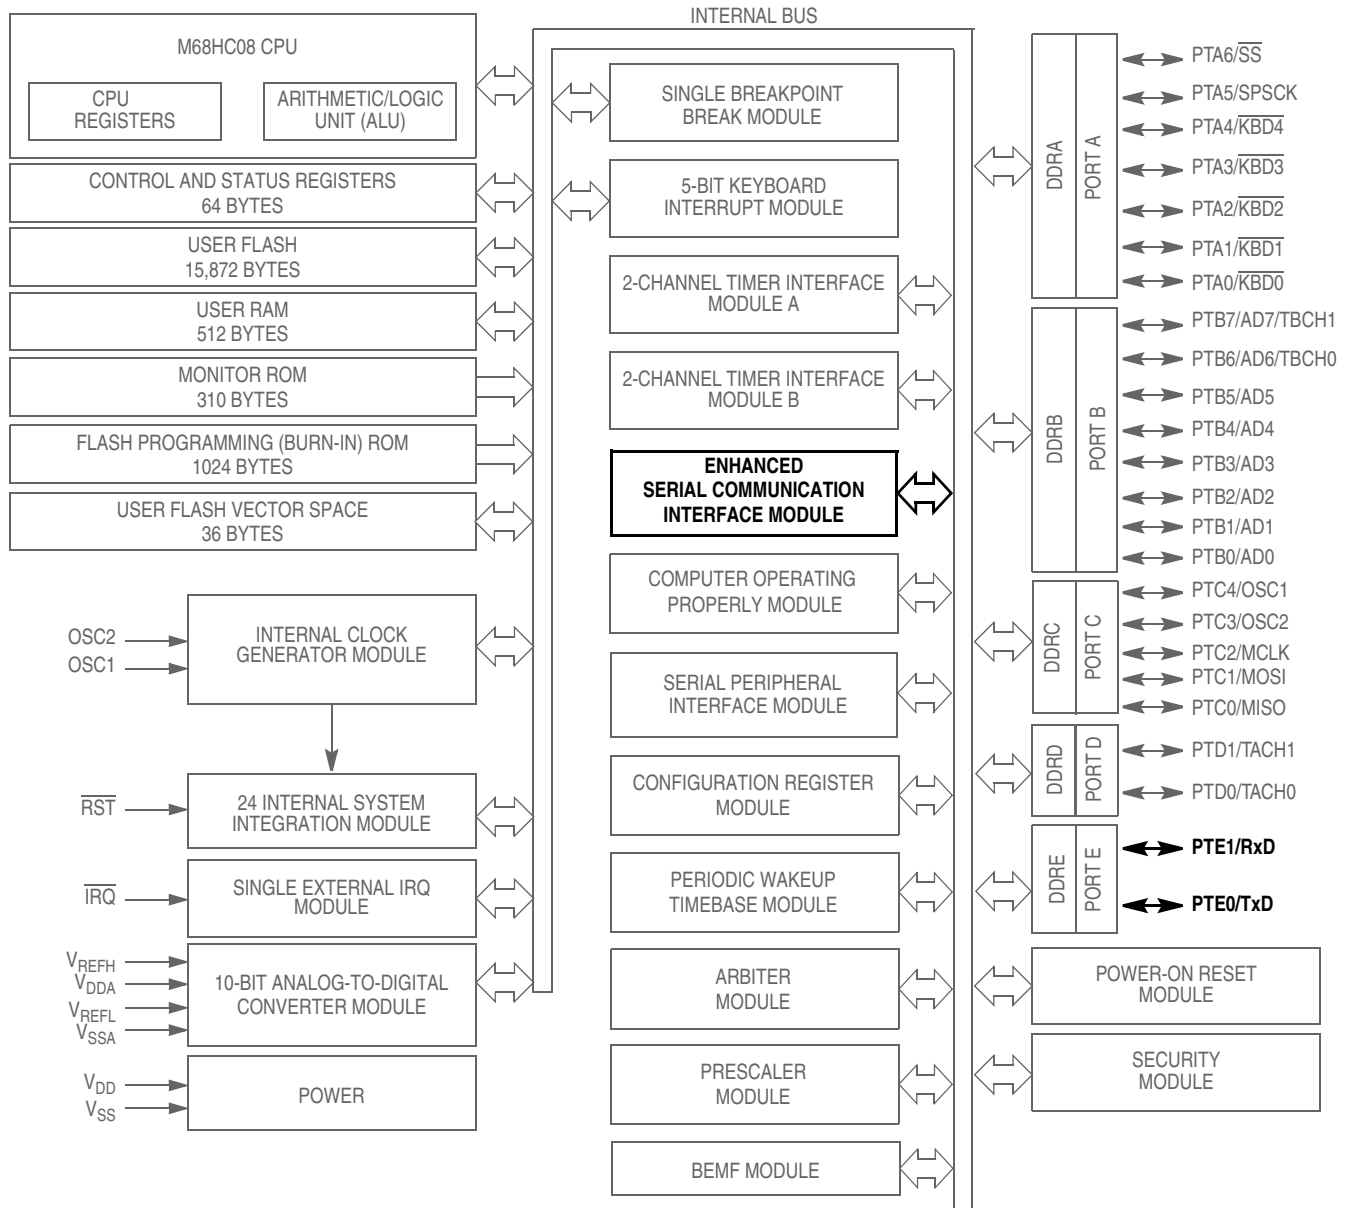 INTERNAL BUS
M68HC08 CPU
CPU
REGISTERS
ARITHMETIC/LOGIC
UNIT (ALU)
CONTROL AND STATUS REGISTERS
64 BYTES
USER FLASH
15,872 BYTES
USER RAM
512 BYTES
MONITOR ROM
310 BYTES
FLASH PROGRAMMING (BURN-IN) ROM
1024 BYTES
USER FLASH VECTOR SPACE
36 BYTES
OSC2
OSC1
INTERNAL CLOCK
GENERATOR MODULE
RST
24 INTERNAL SYSTEM
INTEGRATION MODULE
IRQ
SINGLE EXTERNAL IRQ
MODULE
VREFH
VDDA
VREFL
VSSA
10-BIT ANALOG-TO-DIGITAL
CONVERTER MODULE
VDD
VSS
POWER
SINGLE BREAKPOINT
BREAK MODULE
5-BIT KEYBOARD
INTERRUPT MODULE
2-CHANNEL TIMER INTERFACE
MODULE A
2-CHANNEL TIMER INTERFACE
MODULE B
ENHANCED
SERIAL COMMUNICATION
INTERFACE MODULE
COMPUTER OPERATING
PROPERLY MODULE
SERIAL PERIPHERAL
INTERFACE MODULE
CONFIGURATION REGISTER
MODULE
PERIODIC WAKEUP
TIMEBASE MODULE
ARBITER
MODULE
PRESCALER
MODULE
BEMF MODULE
DDRA
PORT A
PTA6/SS
PTA5/SPSCK
PTA4/KBD4
PTA3/KBD3
PTA2/KBD2
PTA1/KBD1
PTA0/KBD0
DDRB
PORT B
PTB7/AD7/TBCH1
PTB6/AD6/TBCH0
PTB5/AD5
PTB4/AD4
PTB3/AD3
PTB2/AD2
PTB1/AD1
PTB0/AD0
DDRC
PORT C
PTC4/OSC1
PTC3/OSC2
PTC2/MCLK
PTC1/MOSI
PTC0/MISO
DDRD
PORT D
PTD1/TACH1
PTD0/TACH0
DDRE
PORT E
PTE1/RxD
PTE0/TxD
POWER-ON RESET
MODULE
SECURITY
MODULE